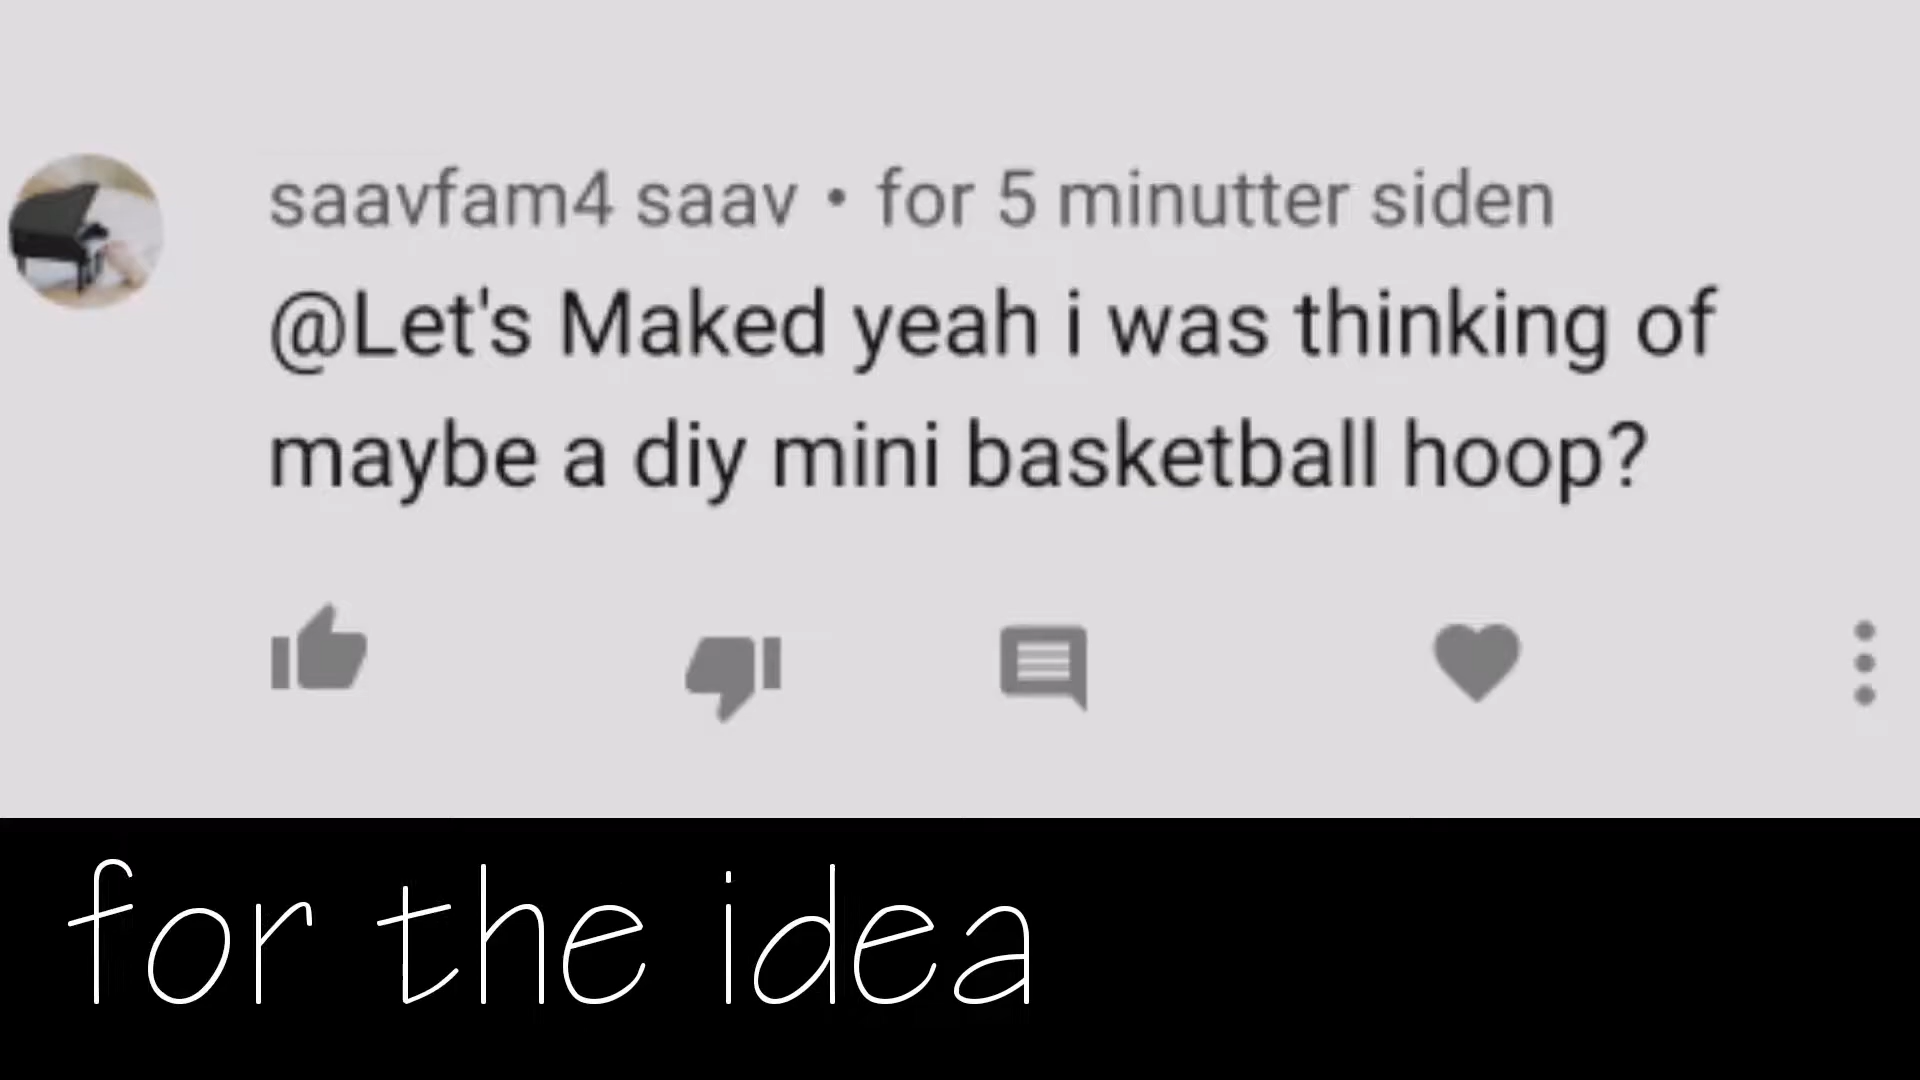 saavfam4 saav • for 5 minutter siden
@Let's Maked yeah i was thinking of
maybe a diy mini basketball hoop?
for the idea